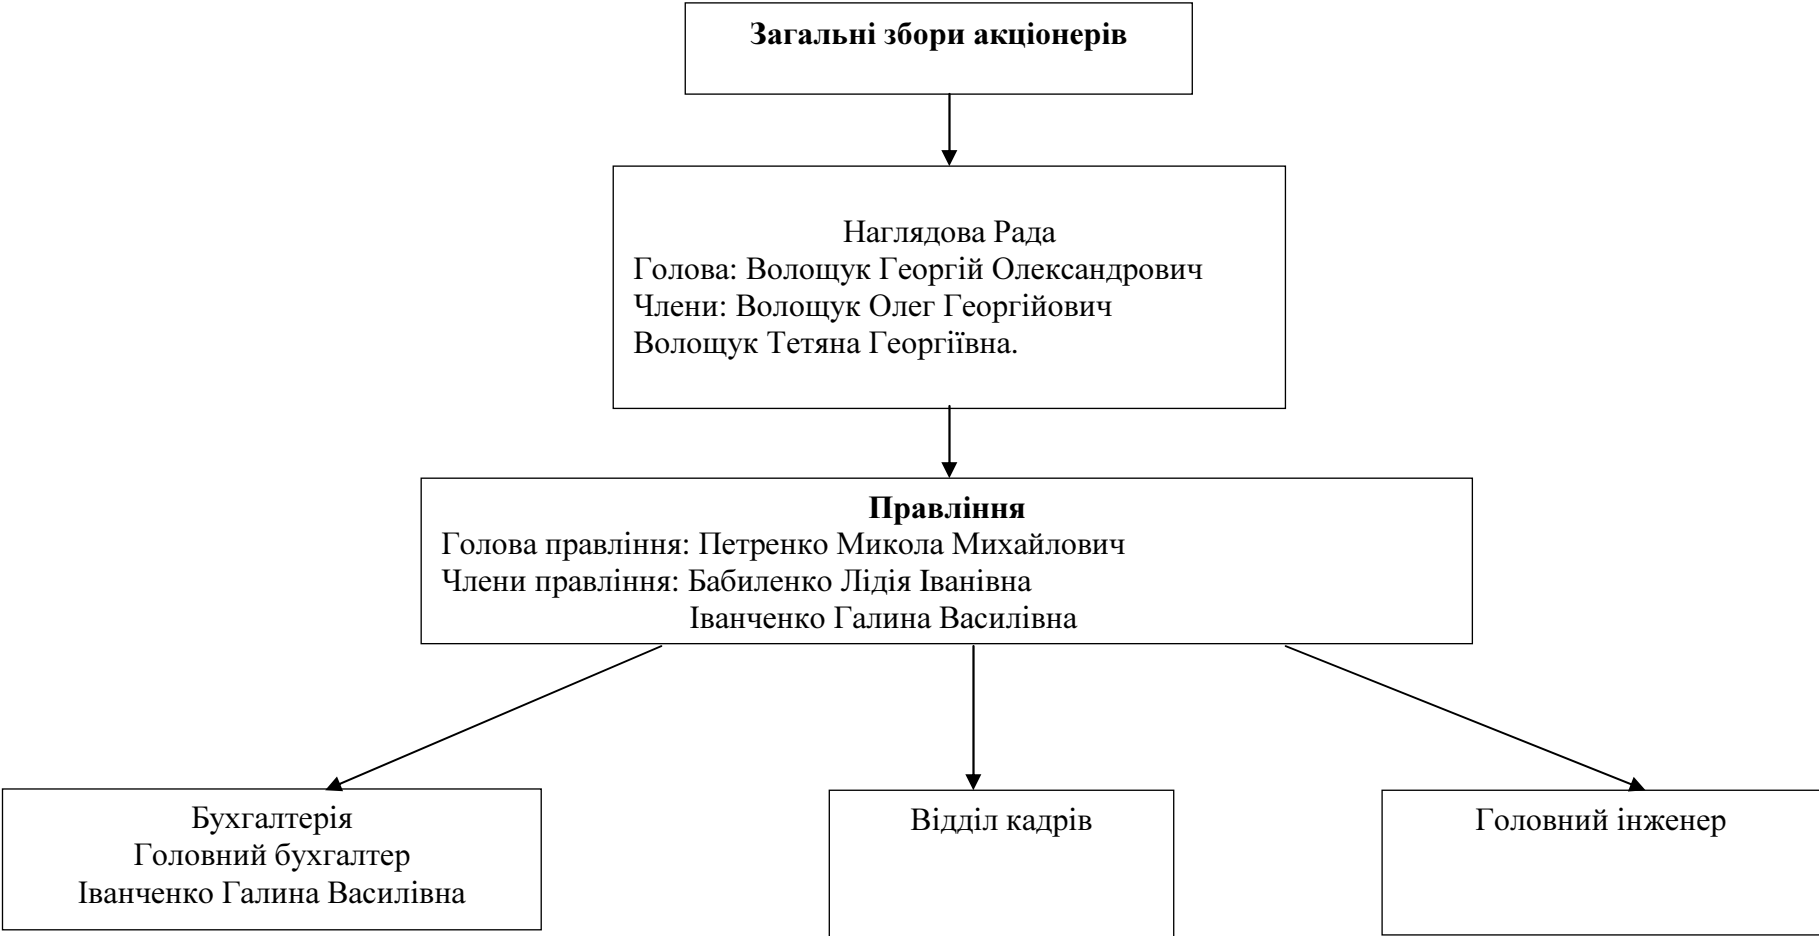 Загальні збори акціонерів
Наглядова Рада
Голова: Волощук Георгій Олександрович
Члени: Волощук Олег Георгійович
Волощук Тетяна Георгіївна.
Правління
Голова правління: Петренко Микола Михайлович
Члени правління: Бабиленко Лідія Іванівна
Іванченко Галина Василівна
Бухгалтерія
Головний бухгалтер
Іванченко Галина Василівна
Відділ кадрів
Головний інженер